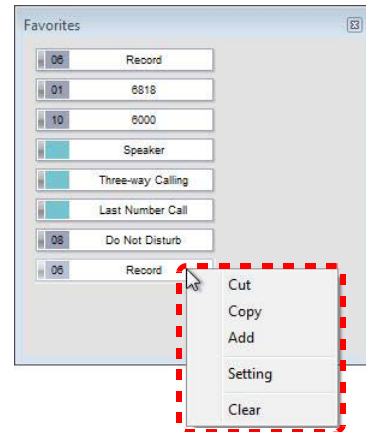 Favorites
06 Record
01 6818
10 6000
Speaker
Three-way Calling
Last Number Call
08 Do Not Disturb
06 Record
Cut
Copy
Add
Setting
Clear